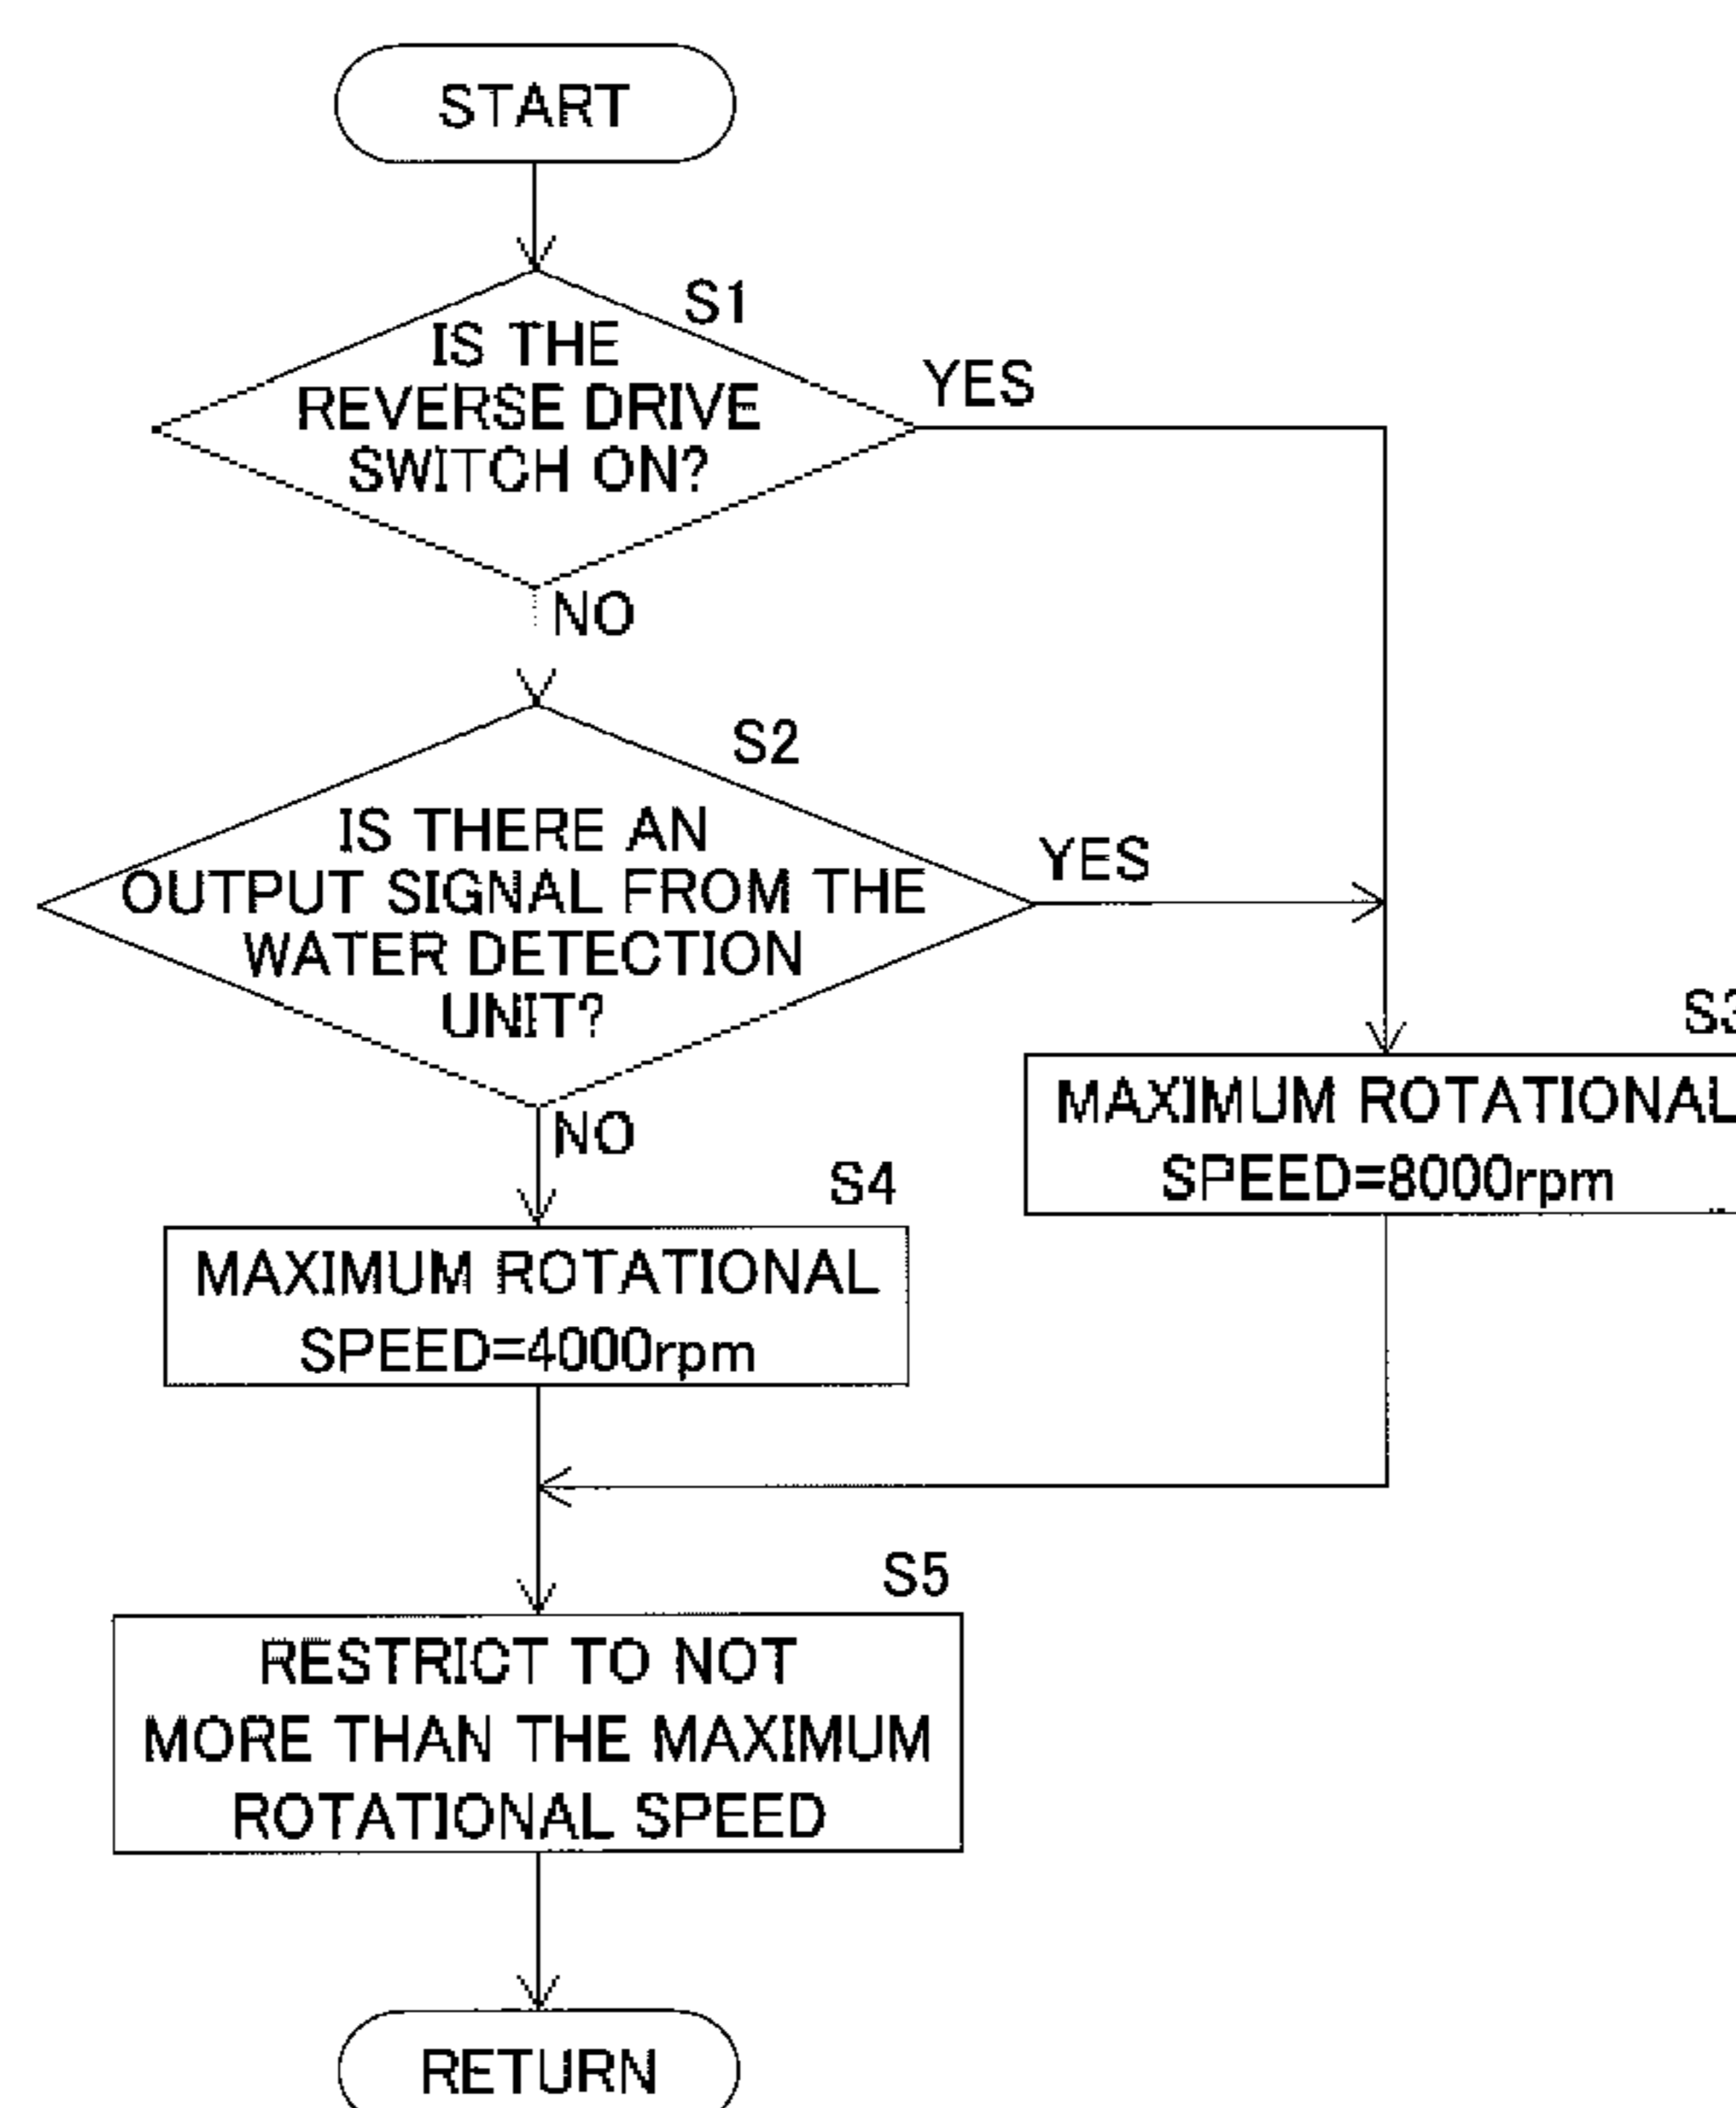 START
S1
IS THE
REVERSE DRIVE
SWITCH ON?
YES
NO
S2
IS THERE AN
OUTPUT SIGNAL FROM THE
WATER DETECTION
UNIT?
YES
NO
S3
MAXIMUM ROTATIONAL
SPEED=8000rpm
S4
MAXIMUM ROTATIONAL
SPEED=4000rpm
S5
RESTRICT TO NOT
MORE THAN THE MAXIMUM
ROTATIONAL SPEED
RETURN